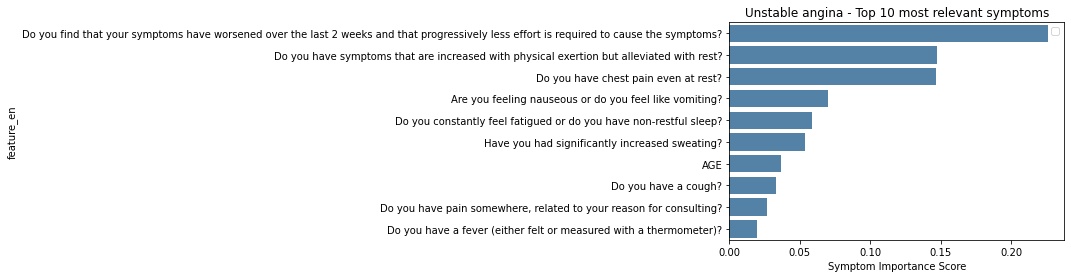 Unstable angina - Top 10 most relevant symptoms
Do you find that your symptoms have worsened over the last 2 weeks and that progressively less effort is required to cause the symptoms?
Do you have symptoms that are increased with physical exertion but alleviated with rest?
Do you have chest pain even at rest?
Are you feeling nauseous or do you feel like vomiting?
Do you constantly feel fatigued or do you have non-restful sleep?
Have you had significantly increased sweating?
AGE
Do you have a cough?
Do you have pain somewhere, related to your reason for consulting?
Do you have a fever (either felt or measured with a thermometer)?
feature_en
0.00 0.05 0.10 0.15 0.20
Symptom Importance Score